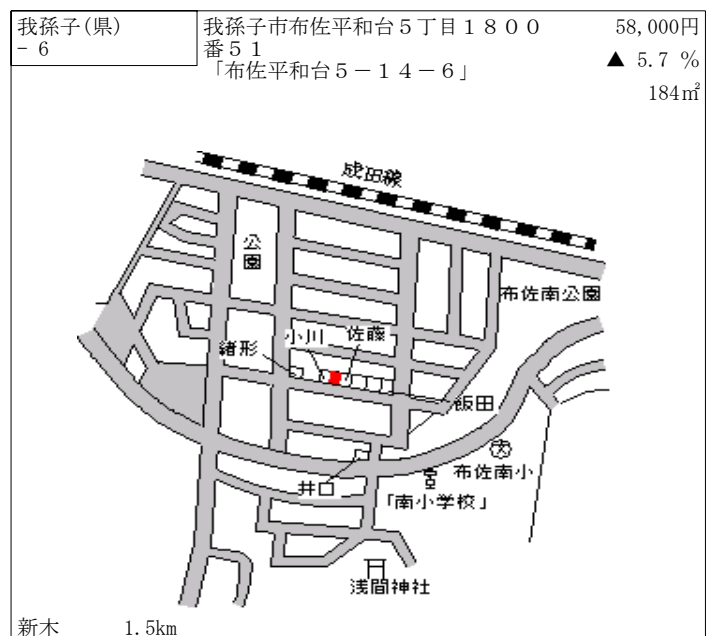 我孫子(県)
- 6
我孫子市布佐平和台５丁目１８００
番５１
「布佐平和台５－１４－６」
58,000円
▲ 5.7 %
184㎡
成田線
公園
布佐南公園
小川
佐藤
緒形
飯田
井口
布佐南小
「南小学校」
浅間神社
新木 1.5km